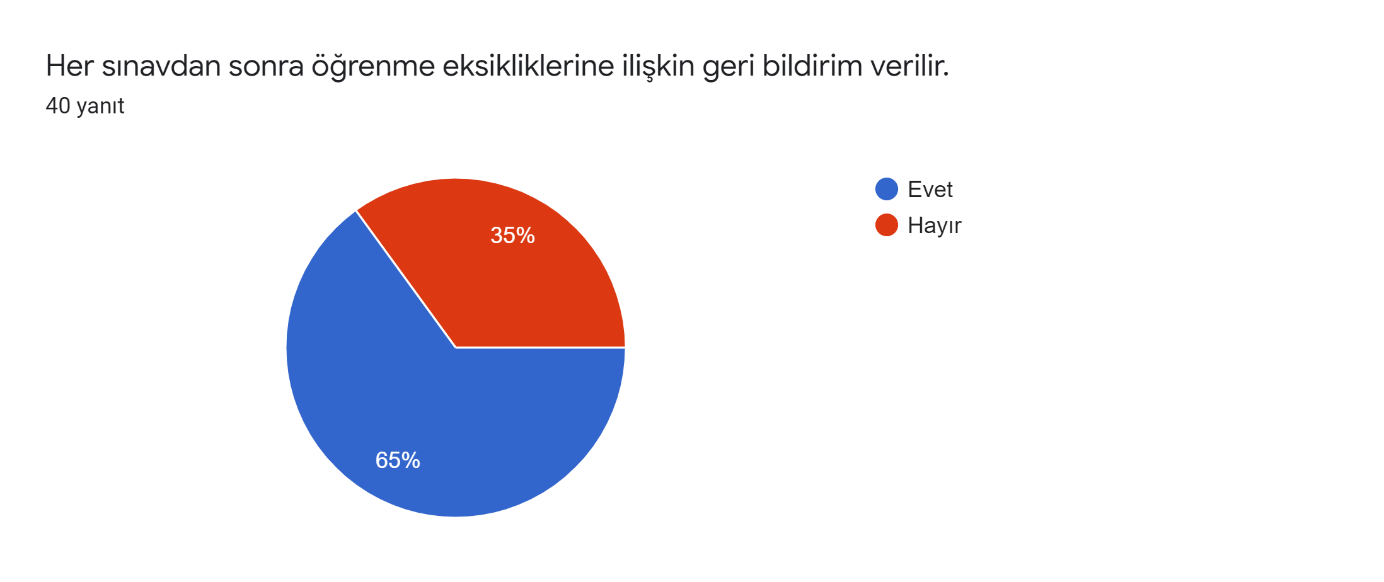 Her sınavdan sonra öğrenme eksikliklerine ilişkin geri bildirim verilir.
40 yanıt
Evet
Hayır
35%
65%